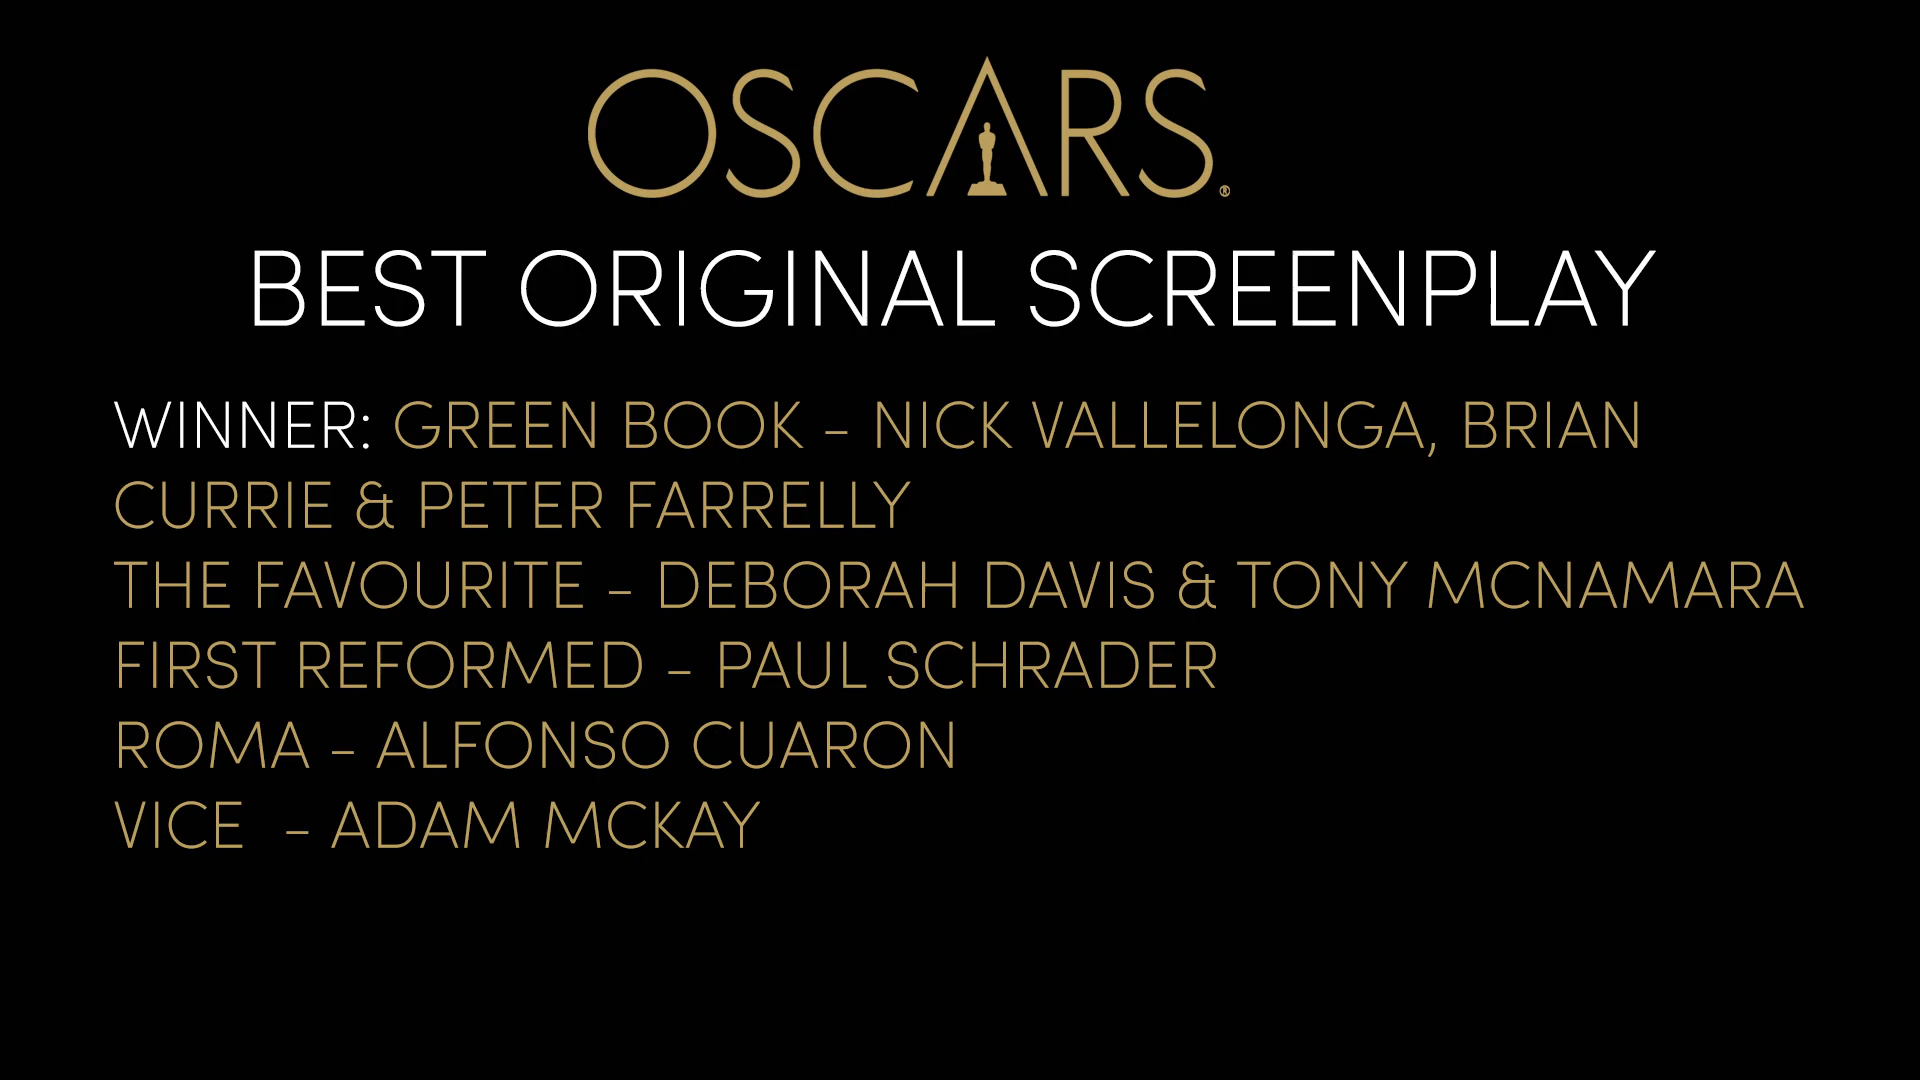 OSCARS®
BEST ORIGINAL SCREENPLAY
WINNER: GREEN BOOK - NICK VALLELONGA, BRIAN
CURRIE & PETER FARRELLY
THE FAVOURITE - DEBORAH DAVIS & TONY MCNAMARA
FIRST REFORMED - PAUL SCHRADER
ROMA - ALFONSO CUARON
VICE - ADAM MCKAY